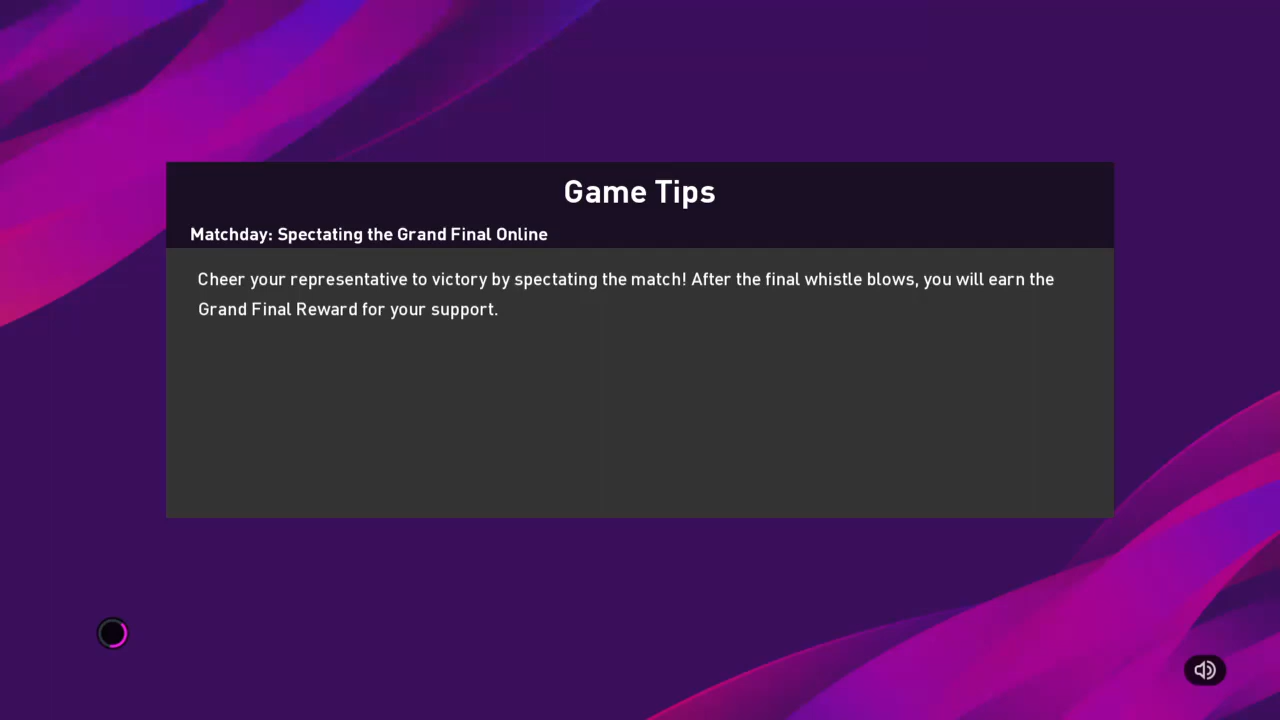 Game Tips
Matchday: Spectating the Grand Final Online
Cheer your representative to victory by spectating the match! After the final whistle blows, you will earn the
Grand Final Reward for your support.